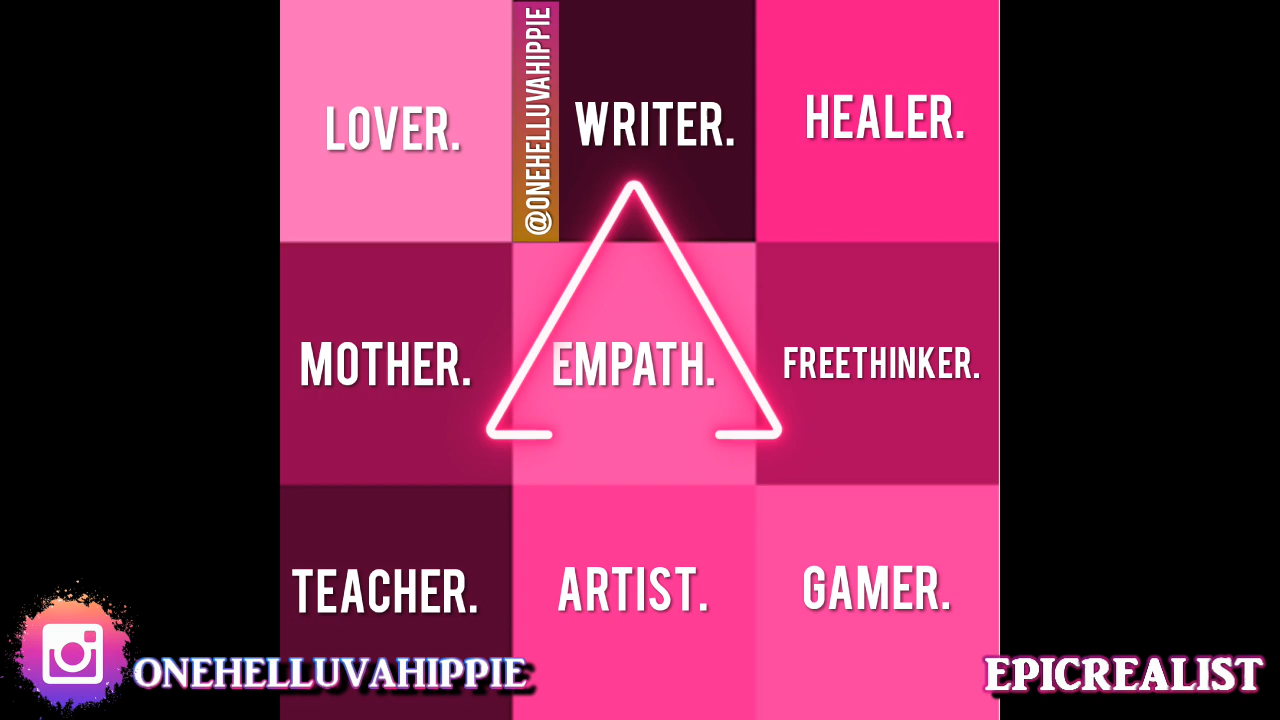 LOVER.
@ONEHELLUVAHIPPIE
WRITER.
HEALER.
MOTHER.
EMPATH.
FREETHINKER.
TEACHER.
ARTIST.
GAMER.
ONEHELLUVAHIPPIE
EPICREALIST